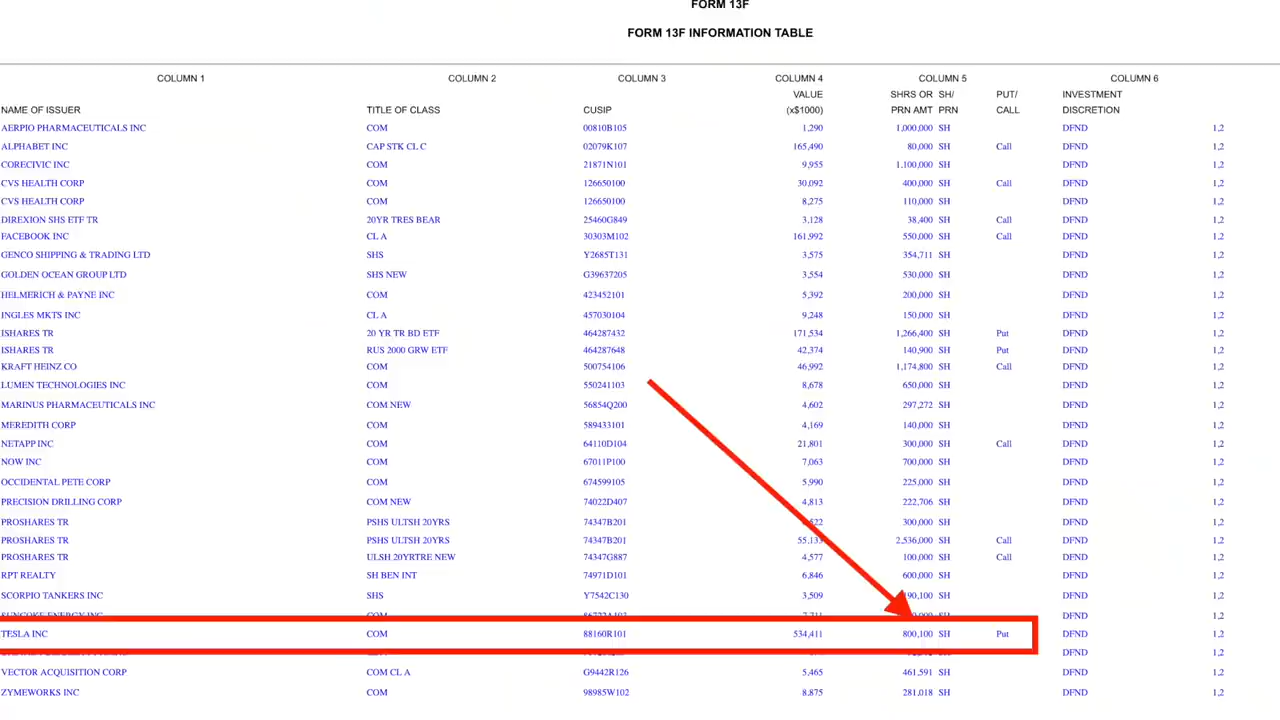 FORM 13F
FORM 13F INFORMATION TABLE
COLUMN 1 COLUMN 2 COLUMN 3 COLUMN 4 COLUMN 5 COLUMN 6
VALUE SHRS OR SH/ PUT/ INVESTMENT
NAME OF ISSUER TITLE OF CLASS CUSIP (x$1000) PRN AMT PRN CALL DISCRETION
AERPIO PHARMACEUTICALS INC COM 00810B105 1,290 1,000,000 SH DFND 1,2
ALPHABET INC CAP STK CL C 02079K107 165,490 80,000 SH Call DFND 1,2
CORECIVIC INC COM 21871N101 9,955 1,100,000 SH DFND 1,2
CVS HEALTH CORP COM 126650100 30,092 400,000 SH Call DFND 1,2
CVS HEALTH CORP COM 126650100 8,275 110,000 SH DFND 1,2
DIREXION SHS ETF TR 20YR TRES BEAR 25460G849 3,128 38,400 SH Call DFND 1,2
FACEBOOK INC CL A 30303M102 161,992 550,000 SH Call DFND 1,2
GENCO SHIPPING & TRADING LTD SHS Y2685T131 3,575 354,711 SH DFND 1,2
GOLDEN OCEAN GROUP LTD SHS NEW G39637205 3,554 530,000 SH DFND 1,2
HELMERICH & PAYNE INC COM 423452101 5,392 200,000 SH DFND 1,2
INGLES MKTS INC CL A 457030104 9,248 150,000 SH DFND 1,2
ISHARES TR 20 YR TR BD ETF 464287432 171,534 1,266,400 SH Put DFND 1,2
ISHARES TR RUS 2000 GRW ETF 464287648 42,374 140,900 SH Put DFND 1,2
KRAFT HEINZ CO COM 500754106 46,992 1,174,800 SH Call DFND 1,2
LUMEN TECHNOLOGIES INC COM 550241103 8,678 650,000 SH DFND 1,2
MARINUS PHARMACEUTICALS INC COM NEW 56854Q200 4,602 297,272 SH DFND 1,2
MEREDITH CORP COM 589433101 4,169 140,000 SH DFND 1,2
NETAPP INC COM 64110D104 21,801 300,000 SH Call DFND 1,2
NOW INC COM 67011P100 7,063 700,000 SH DFND 1,2
OCCIDENTAL PETE CORP COM 674599105 5,990 225,000 SH DFND 1,2
PRECISION DRILLING CORP COM NEW 74022D407 4,813 222,706 SH DFND 1,2
PROSHARES TR PSHS ULTSH 20YRS 74347B201 300,000 SH DFND 1,2
PROSHARES TR PSHS ULTSH 20YRS 74347B201 55,133 2,536,000 SH Call DFND 1,2
PROSHARES TR ULSH 20YRTRE NEW 74347G887 4,577 100,000 SH Call DFND 1,2
RPT REALTY SH BEN INT 74971D101 6,846 600,000 SH DFND 1,2
SCORPIO TANKERS INC SHS Y7542C130 3,509 SH DFND 1,2
SUNCOKE ENERGY INC COM 86722A103 7,711 SH DFND 1,2
TESLA INC COM 88160R101 534,411 800,100 SH Put DFND 1,2
DFND 1,2
VECTOR ACQUISITION CORP COM CL A G9442R126 5,465 461,591 SH DFND 1,2
ZYMEWORKS INC COM 98985W102 8,875 281,018 SH DFND 1,2